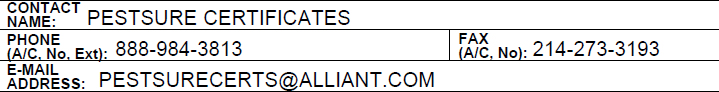 CONTACT
NAME: PESTSURE CERTIFICATES
PHONE
(A/C, No, Ext): 888-984-3813
FAX
(A/C, No): 214-273-3193
E-MAIL
ADDRESS: PESTSURECERTS@ALLIANT.COM